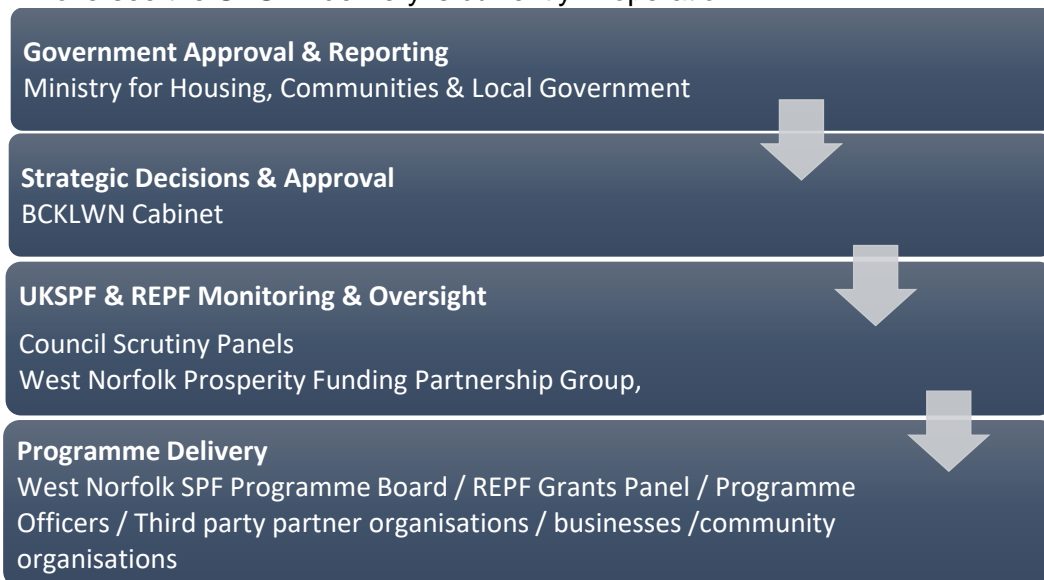 Government Approval & Reporting
Ministry for Housing, Communities & Local Government
Strategic Decisions & Approval
BCKLWN Cabinet
UKSPF & REPF Monitoring & Oversight
Council Scrutiny Panels
West Norfolk Prosperity Funding Partnership Group,
Programme Delivery
West Norfolk SPF Programme Board / REPF Grants Panel / Programme
Officers / Third party partner organisations / businesses /community
organisations